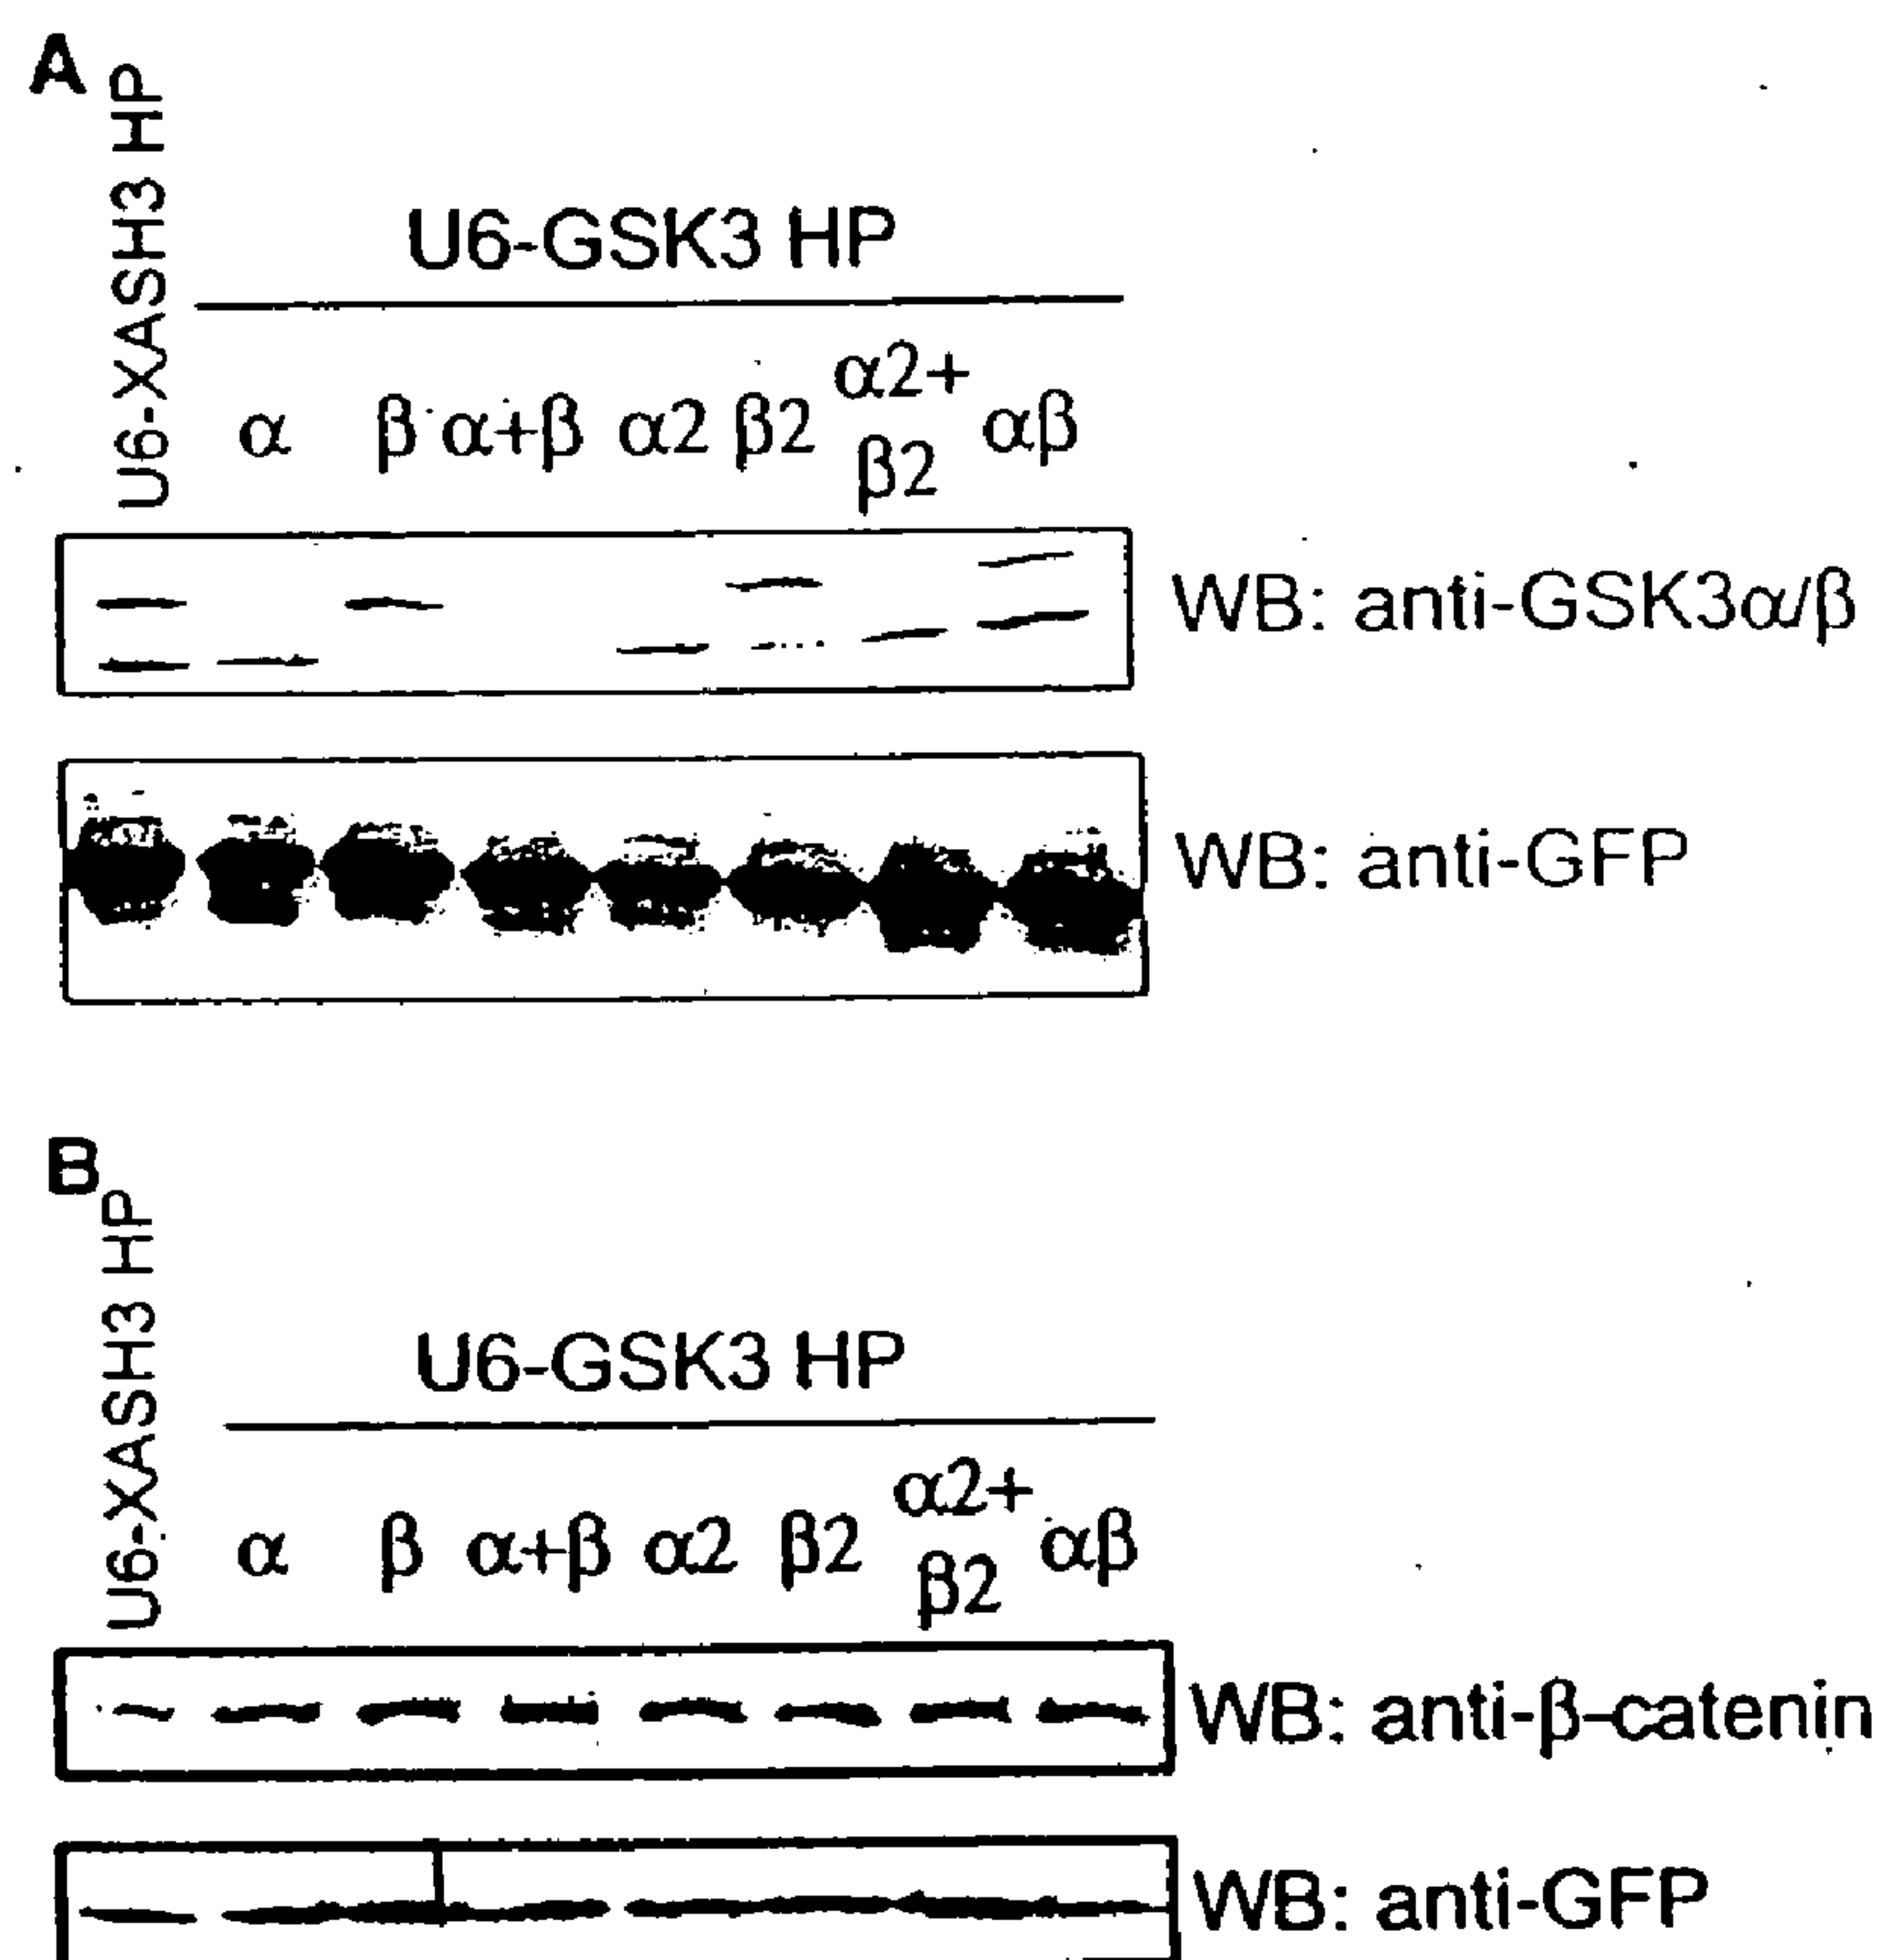 A
U6-XASH3 HP
U6-GSK3 HP
α β α+β α2 β2 α2+ β2 αβ
WB: anti-GSK3α/β
WB: anti-GFP
B
U6-XASH3 HP
U6-GSK3 HP
α β α+β α2 β2 α2+ β2 αβ
WB: anti-β-catenin
WB: anti-GFP